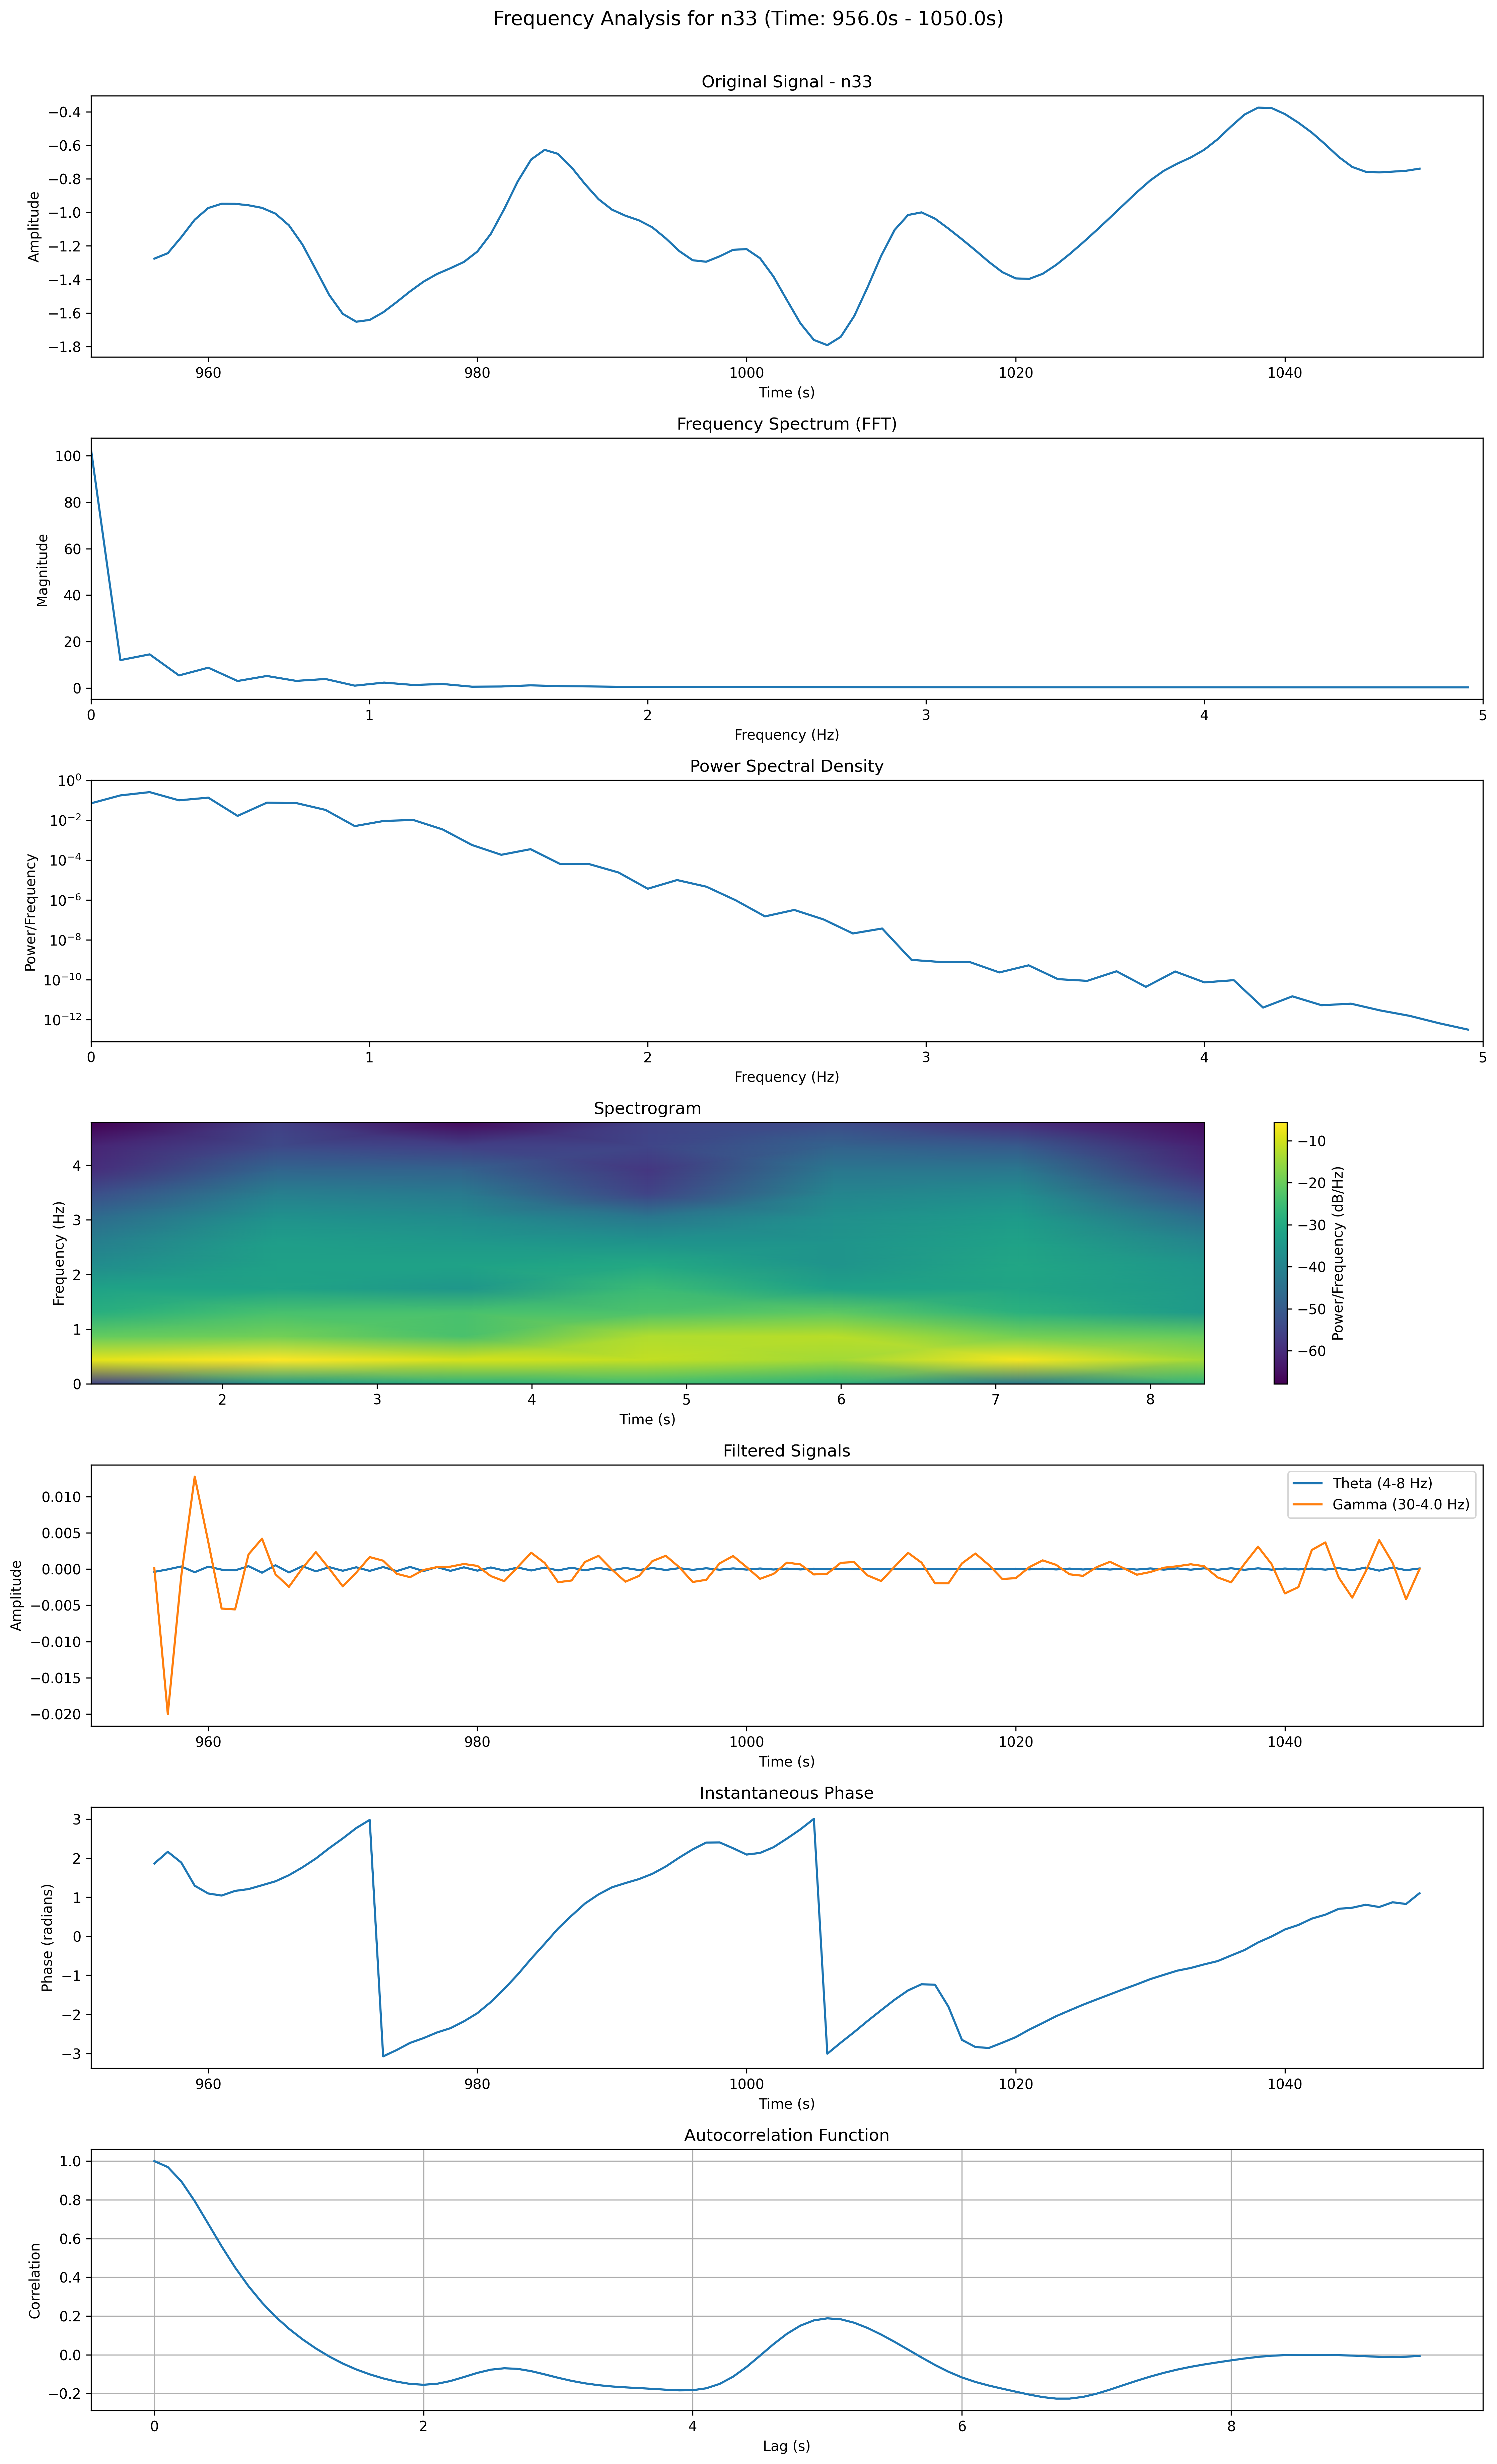 Frequency Analysis for n33 (Time: 956.0s - 1050.0s)
Original Signal - n33
Amplitude
−0.4
−0.6
−0.8
−1.0
−1.2
−1.4
−1.6
−1.8
960 980 1000 1020 1040
Time (s)
Frequency Spectrum (FFT)
Magnitude
100
80
60
40
20
0
0 1 2 3 4 5
Frequency (Hz)
Power Spectral Density
Power/Frequency
10⁰
10⁻²
10⁻⁴
10⁻⁶
10⁻⁸
10⁻¹⁰
10⁻¹²
0 1 2 3 4 5
Frequency (Hz)
Spectrogram
Frequency (Hz)
4
3
2
1
0
2 3 4 5 6 7 8
Time (s)
−10
−20
−30
−40
−50
−60
Power/Frequency (dB/Hz)
Filtered Signals
Amplitude
0.010
0.005
0.000
−0.005
−0.010
−0.015
−0.020
Theta (4-8 Hz)
Gamma (30-4.0 Hz)
960 980 1000 1020 1040
Time (s)
Instantaneous Phase
Phase (radians)
3
2
1
0
−1
−2
−3
960 980 1000 1020 1040
Time (s)
Autocorrelation Function
Correlation
1.0
0.8
0.6
0.4
0.2
0.0
−0.2
0 2 4 6 8
Lag (s)